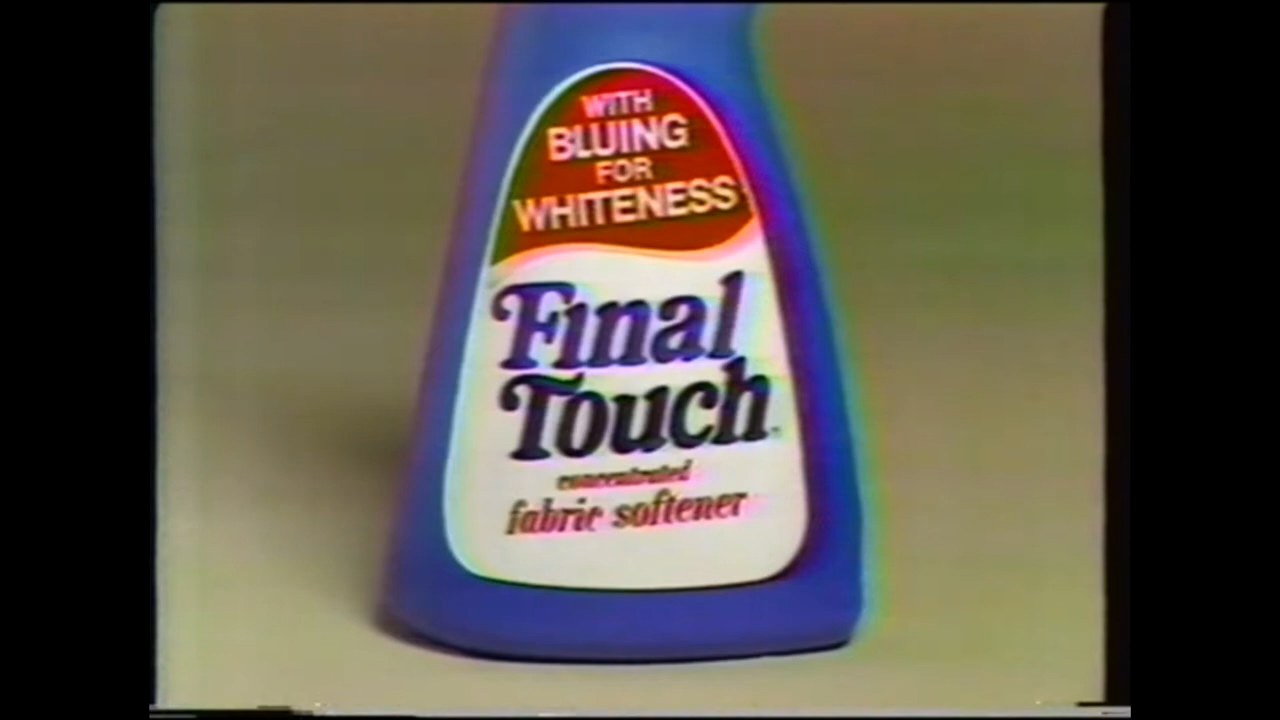 WITH
BLUING
FOR
WHITENESS
Final
Touch
concentrated
fabric softener